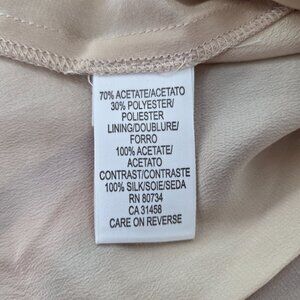 70% ACETATE/ACETATO
30% POLYESTER/
POLIESTER
LINING/DOUBLURE/
FORRO
100% ACETATE/
ACETATO
CONTRAST/CONTRASTE
100% SILK/SOIE/SEDA
RN 80734
CA 31458
CARE ON REVERSE